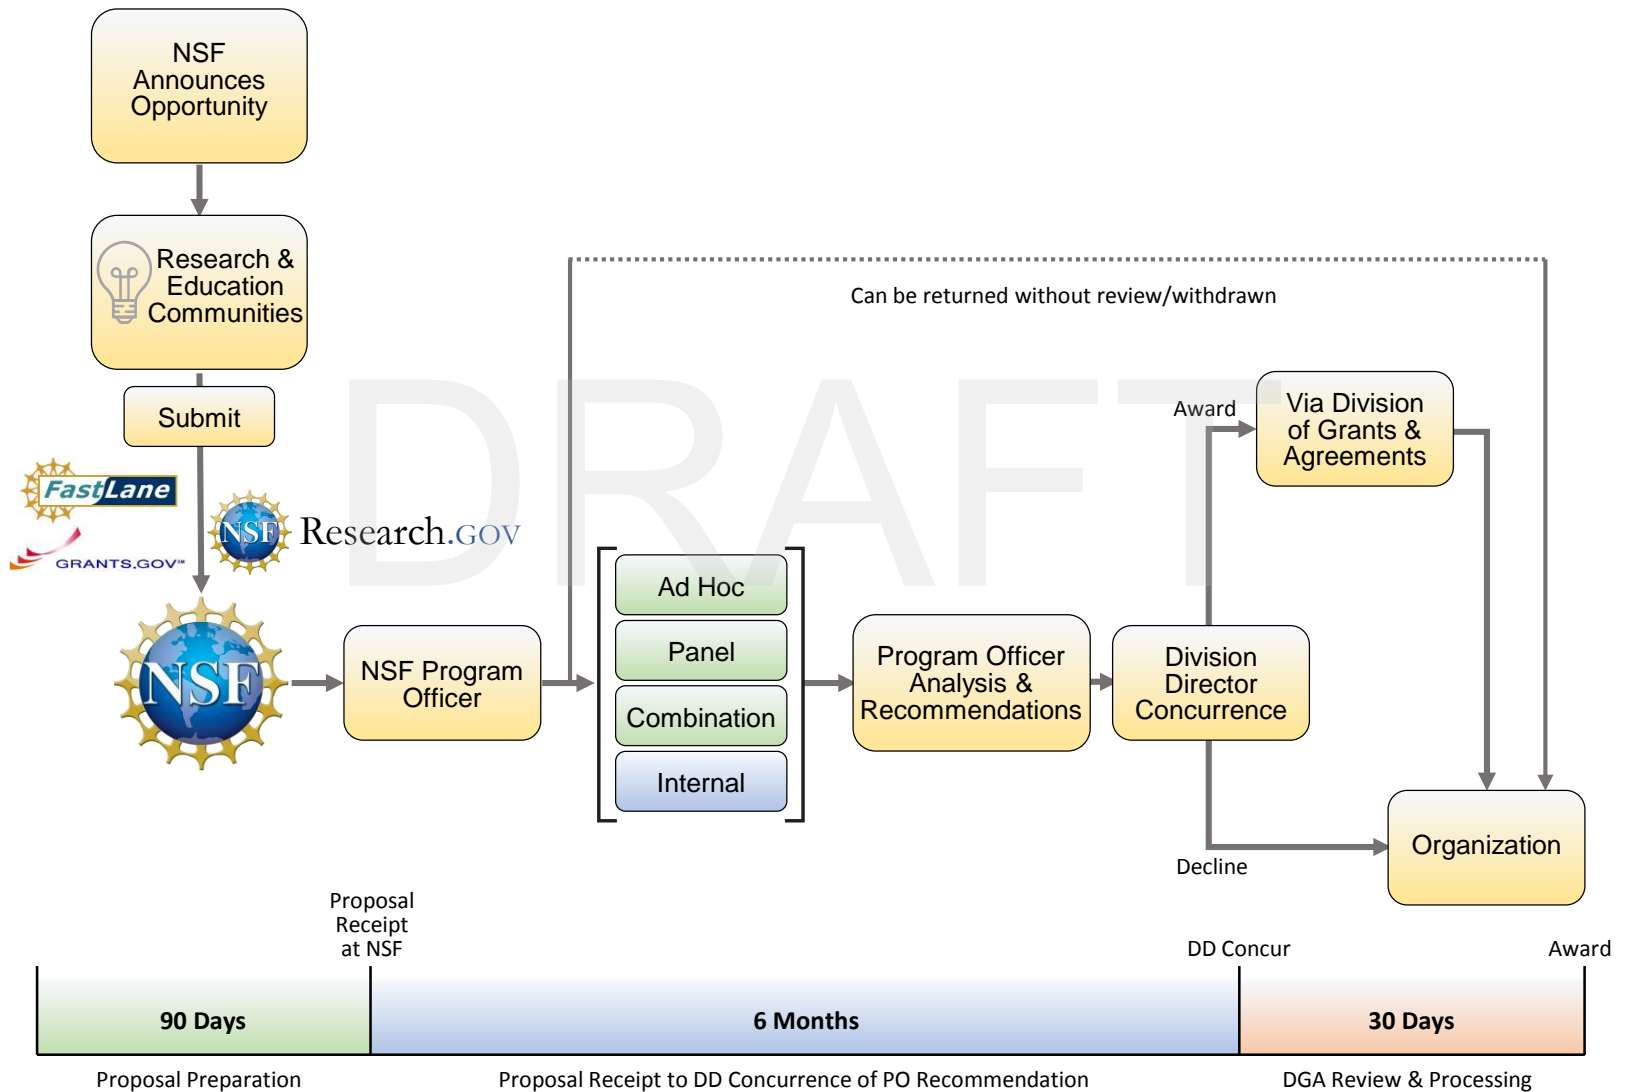 NSF
Announces
Opportunity
Research &
Education
Communities
Submit
FastLane
GRANTS.GOV™
NSF
Research.GOV
NSF
NSF Program
Officer
Can be returned without review/withdrawn
Ad Hoc
Panel
Combination
Internal
Program Officer
Analysis &
Recommendations
Division
Director
Concurrence
Award
Via Division
of Grants &
Agreements
Decline
Organization
DRAFT
Proposal
Receipt
at NSF
DD Concur
Award
90 Days
6 Months
30 Days
Proposal Preparation
Proposal Receipt to DD Concurrence of PO Recommendation
DGA Review & Processing